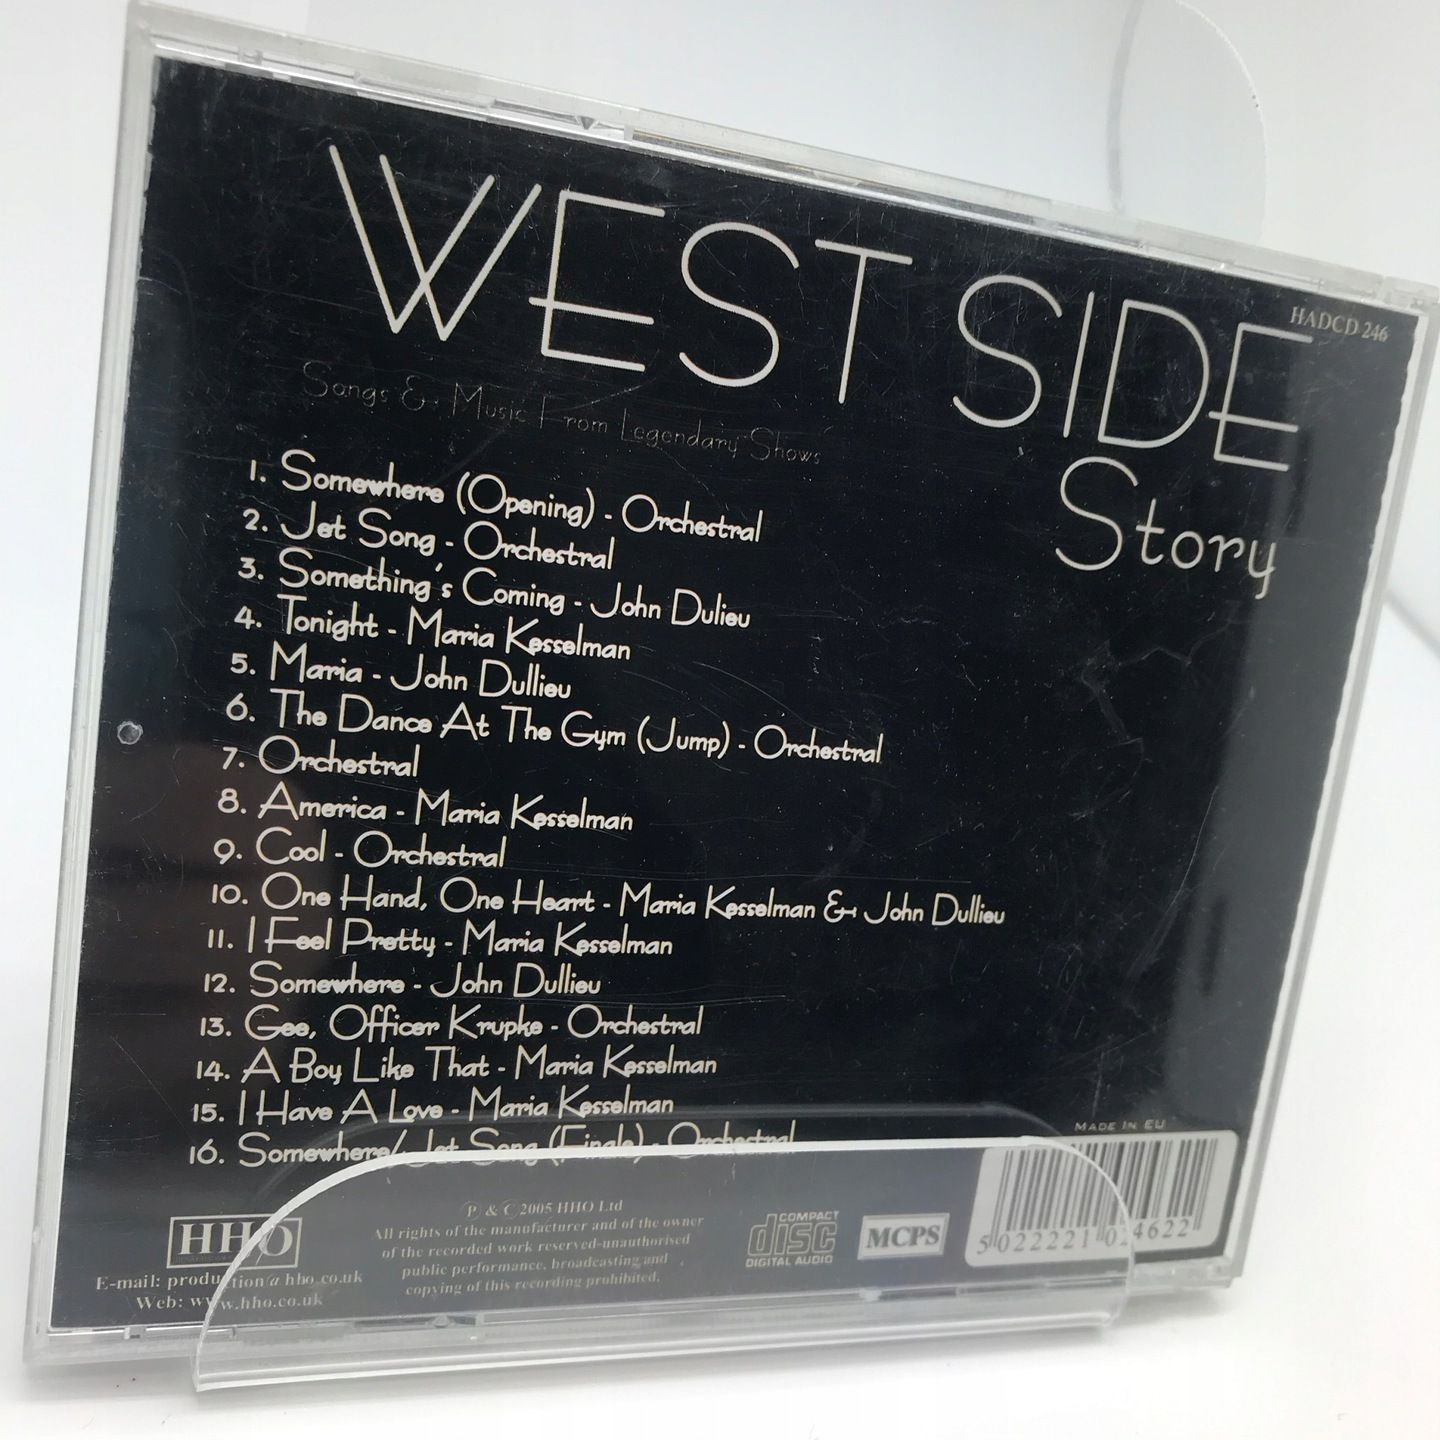 WEST SIDE
Story
HADCD 246
Songs & Music From Legendary Shows
1. Somewhere (Opening) - Orchestral
2. Jet Song - Orchestral
3. Something's Coming - John Dulieu
4. Tonight - Maria Kesselman
5. Maria - John Dullieu
6. The Dance At The Gym (Jump) - Orchestral
7. Orchestral
8. America - Maria Kesselman
9. Cool - Orchestral
10. One Hand, One Heart - Maria Kesselman & John Dullieu
11. I Feel Pretty - Maria Kesselman
12. Somewhere - John Dullieu
13. Gee, Officer Krupke - Orchestral
14. A Boy Like That - Maria Kesselman
15. I Have A Love - Maria Kesselman
16. Somewhere/ Jet Song (Finale) - Orchestral
HHO
E-mail: production@hho.co.uk
Web: www.hho.co.uk
℗ & © 2005 HHO Ltd
All rights of the manufacturer and of the owner
of the recorded work reserved-unauthorised
public performance, broadcasting and
copying of this recording prohibited.
COMPACT
disc
DIGITAL AUDIO
MCPS
MADE IN EU
5 022221 024622